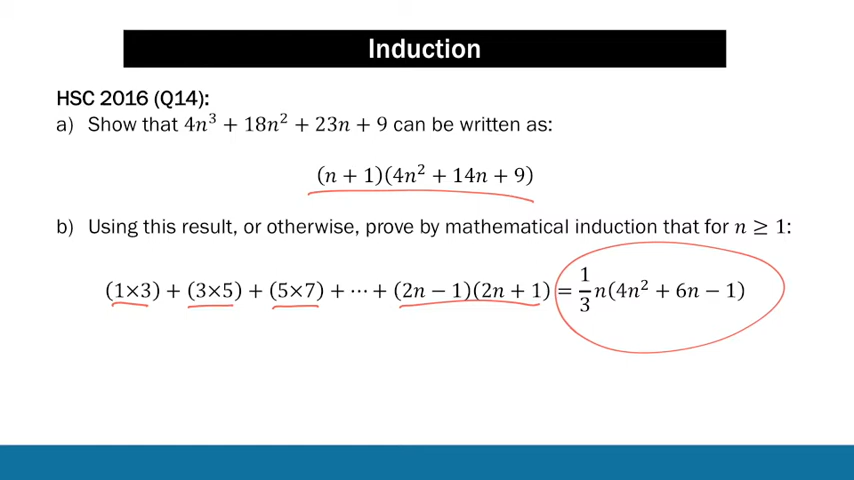 Induction
HSC 2016 (Q14):
a) Show that 4n³ + 18n² + 23n + 9 can be written as:
(n + 1)(4n² + 14n + 9)
b) Using this result, or otherwise, prove by mathematical induction that for n ≥ 1:
(1×3) + (3×5) + (5×7) + ⋯ + (2n − 1)(2n + 1) = 1/3 n(4n² + 6n − 1)